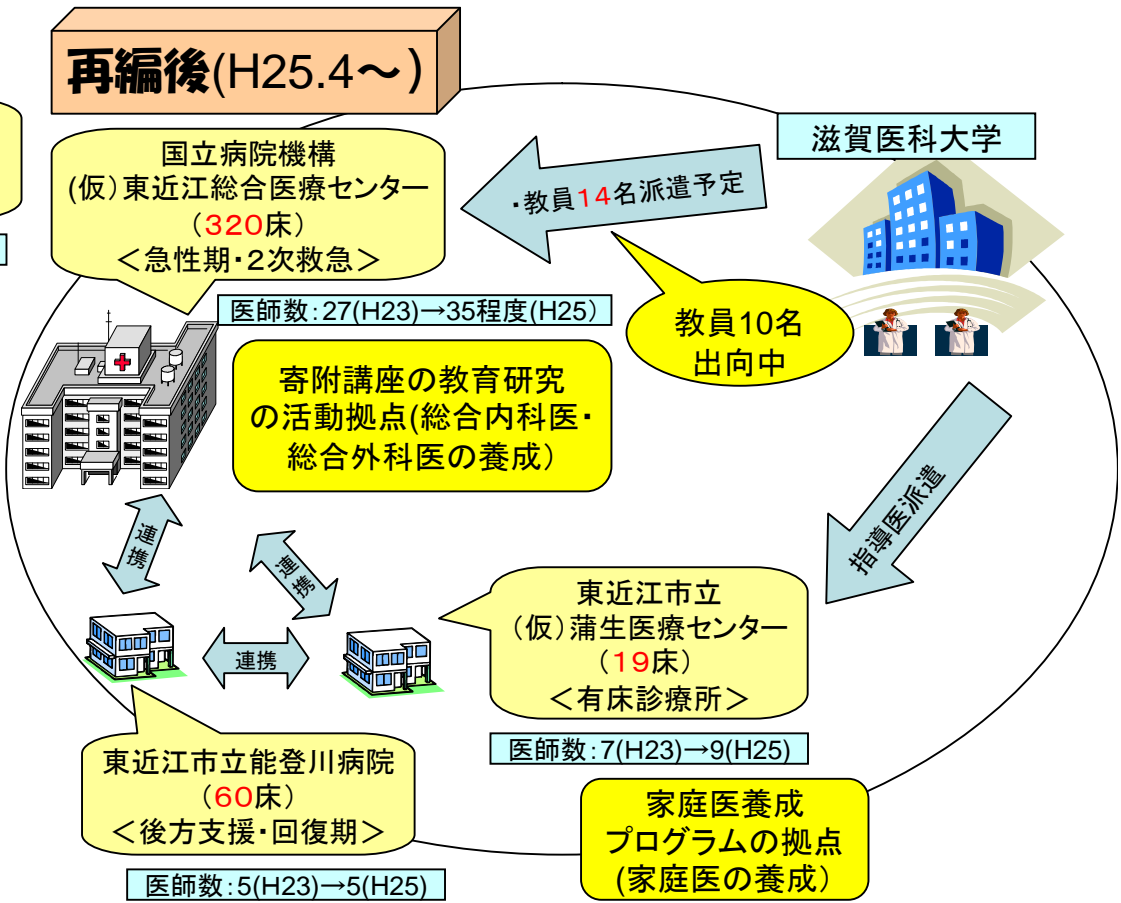 再編後(H25.4～)
滋賀医科大学
国立病院機構
(仮)東近江総合医療センター
(320床)
＜急性期・2次救急＞
・教員14名派遣予定
医師数:27(H23)→35程度(H25)
教員10名
出向中
寄附講座の教育研究
の活動拠点(総合内科医・
総合外科医の養成)
指導医派遣
連携
連携
連携
東近江市立
(仮)蒲生医療センター
(19床)
＜有床診療所＞
医師数:7(H23)→9(H25)
東近江市立能登川病院
(60床)
＜後方支援・回復期＞
医師数:5(H23)→5(H25)
家庭医養成
プログラムの拠点
(家庭医の養成)